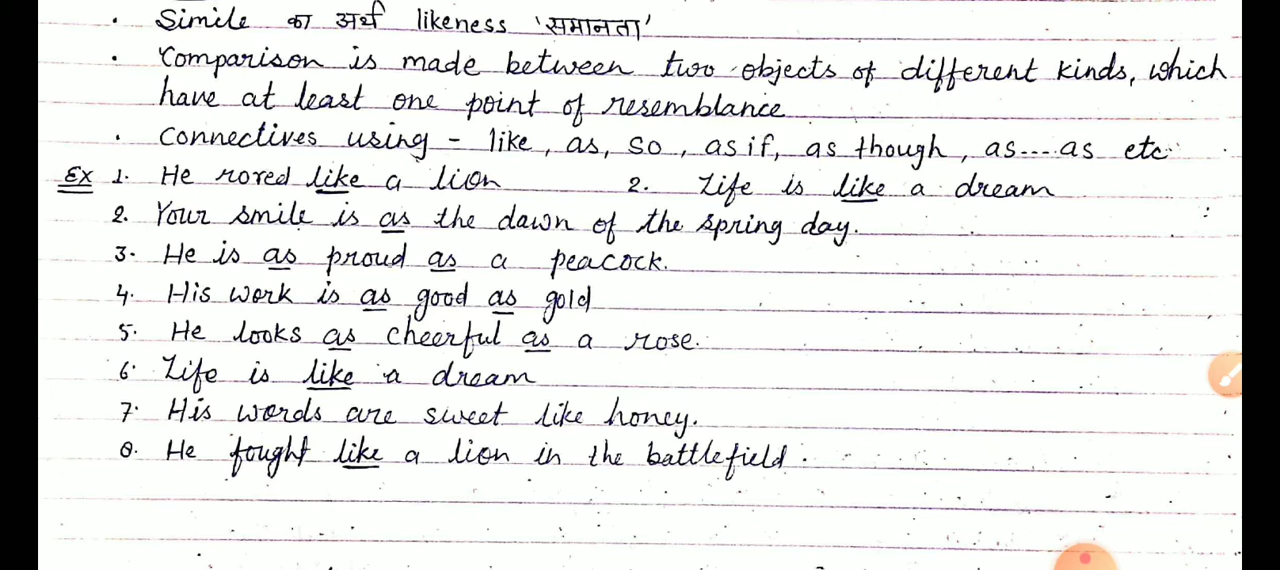 · Simile का अर्थ likeness 'समानता'
· Comparison is made between two objects of different kinds, which
have at least one point of resemblance
· Connectives using - like, as, so, as if, as though, as....as etc
Ex 1. He rored like a lion 2. Life is like a dream
2. Your smile is as the dawn of the spring day.
3. He is as proud as a peacock.
4. His work is as good as gold
5. He looks as cheerful as a rose.
6. Life is like a dream
7. His words are sweet like honey.
8. He fought like a lion in the battlefield.